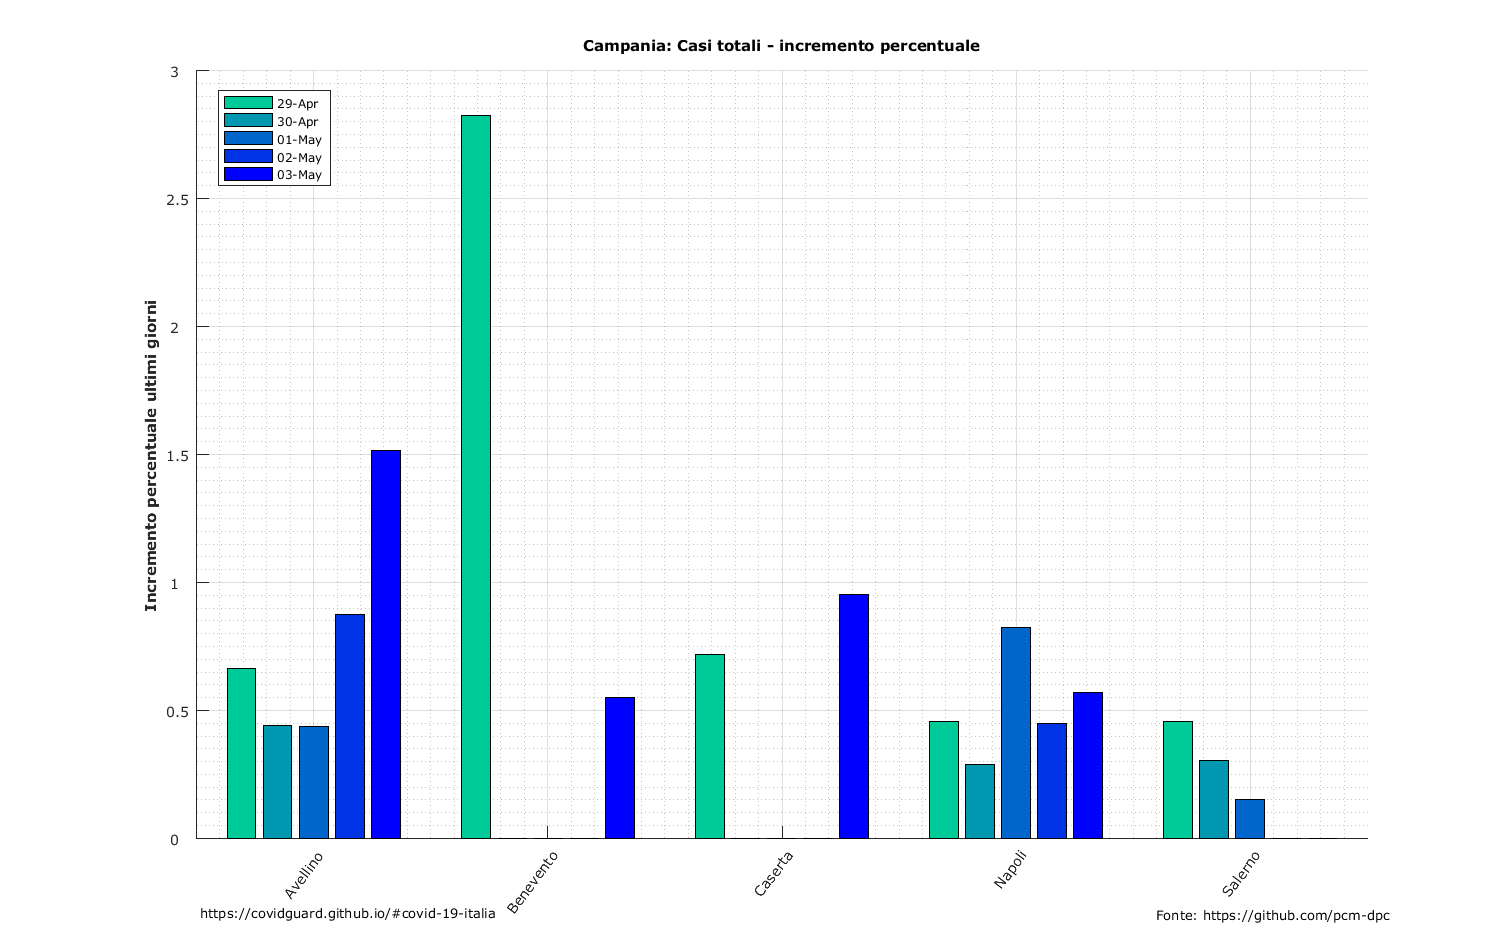 Campania: Casi totali - incremento percentuale
3
2.5
2
1.5
1
0.5
0
Incremento percentuale ultimi giorni
29-Apr
30-Apr
01-May
02-May
03-May
Avellino
Benevento
Caserta
Napoli
Salerno
https://covidguard.github.io/#covid-19-italia
Fonte: https://github.com/pcm-dpc